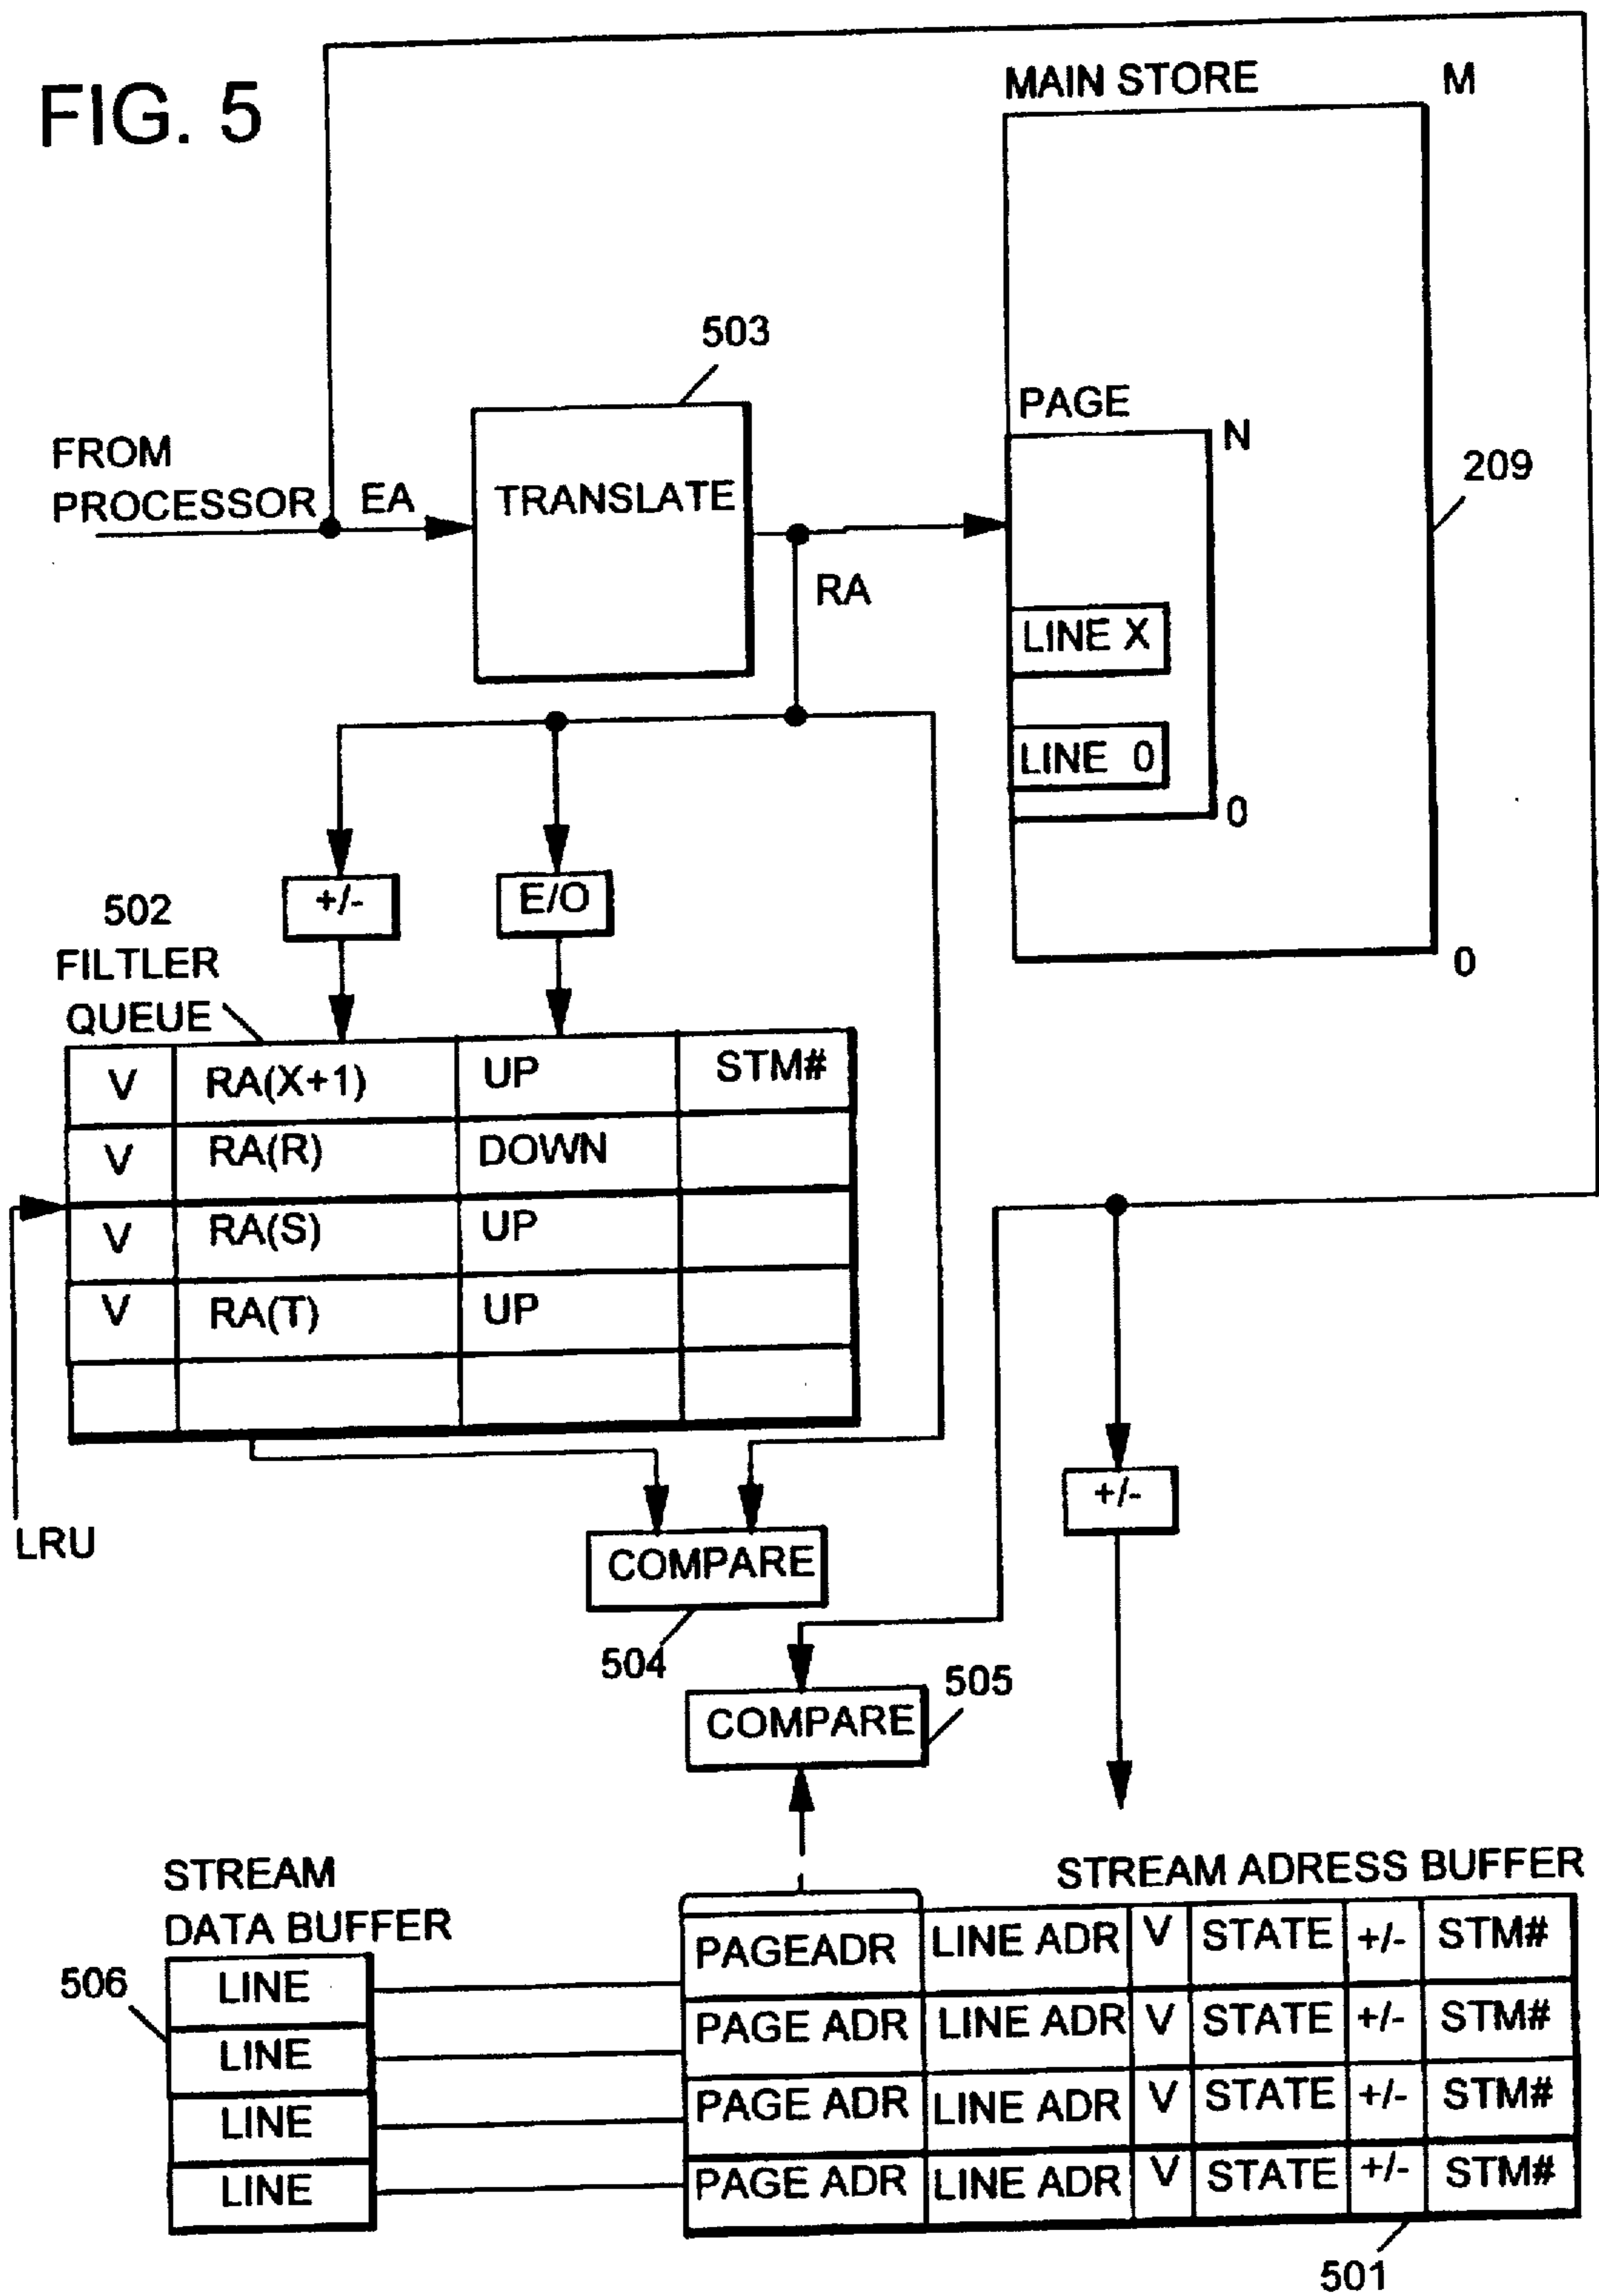 FIG. 5
MAIN STORE M
503
PAGE
N
FROM
PROCESSOR EA
TRANSLATE
209
RA
LINE X
LINE 0
0
+/- E/O
502
FILTLER
QUEUE
0
V RA(X+1) UP STM#
V RA(R) DOWN
V RA(S) UP
V RA(T) UP
+/-
LRU
COMPARE
504
505
COMPARE
STREAM
DATA BUFFER
STREAM ADRESS BUFFER
506
LINE PAGEADR LINE ADR V STATE +/- STM#
LINE PAGE ADR LINE ADR V STATE +/- STM#
LINE PAGE ADR LINE ADR V STATE +/- STM#
LINE PAGE ADR LINE ADR V STATE +/- STM#
501